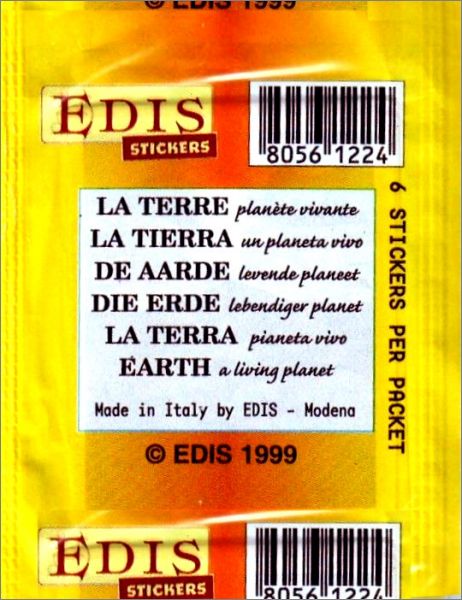 © EDIS 1999
EDIS
STICKERS
8056 1224
6 STICKERS PER PACKET
LA TERRE planète vivante
LA TIERRA un planeta vivo
DE AARDE levende planeet
DIE ERDE lebendiger planet
LA TERRA pianeta vivo
EARTH a living planet
Made in Italy by EDIS - Modena
© EDIS 1999
EDIS
STICKERS
8056 1224